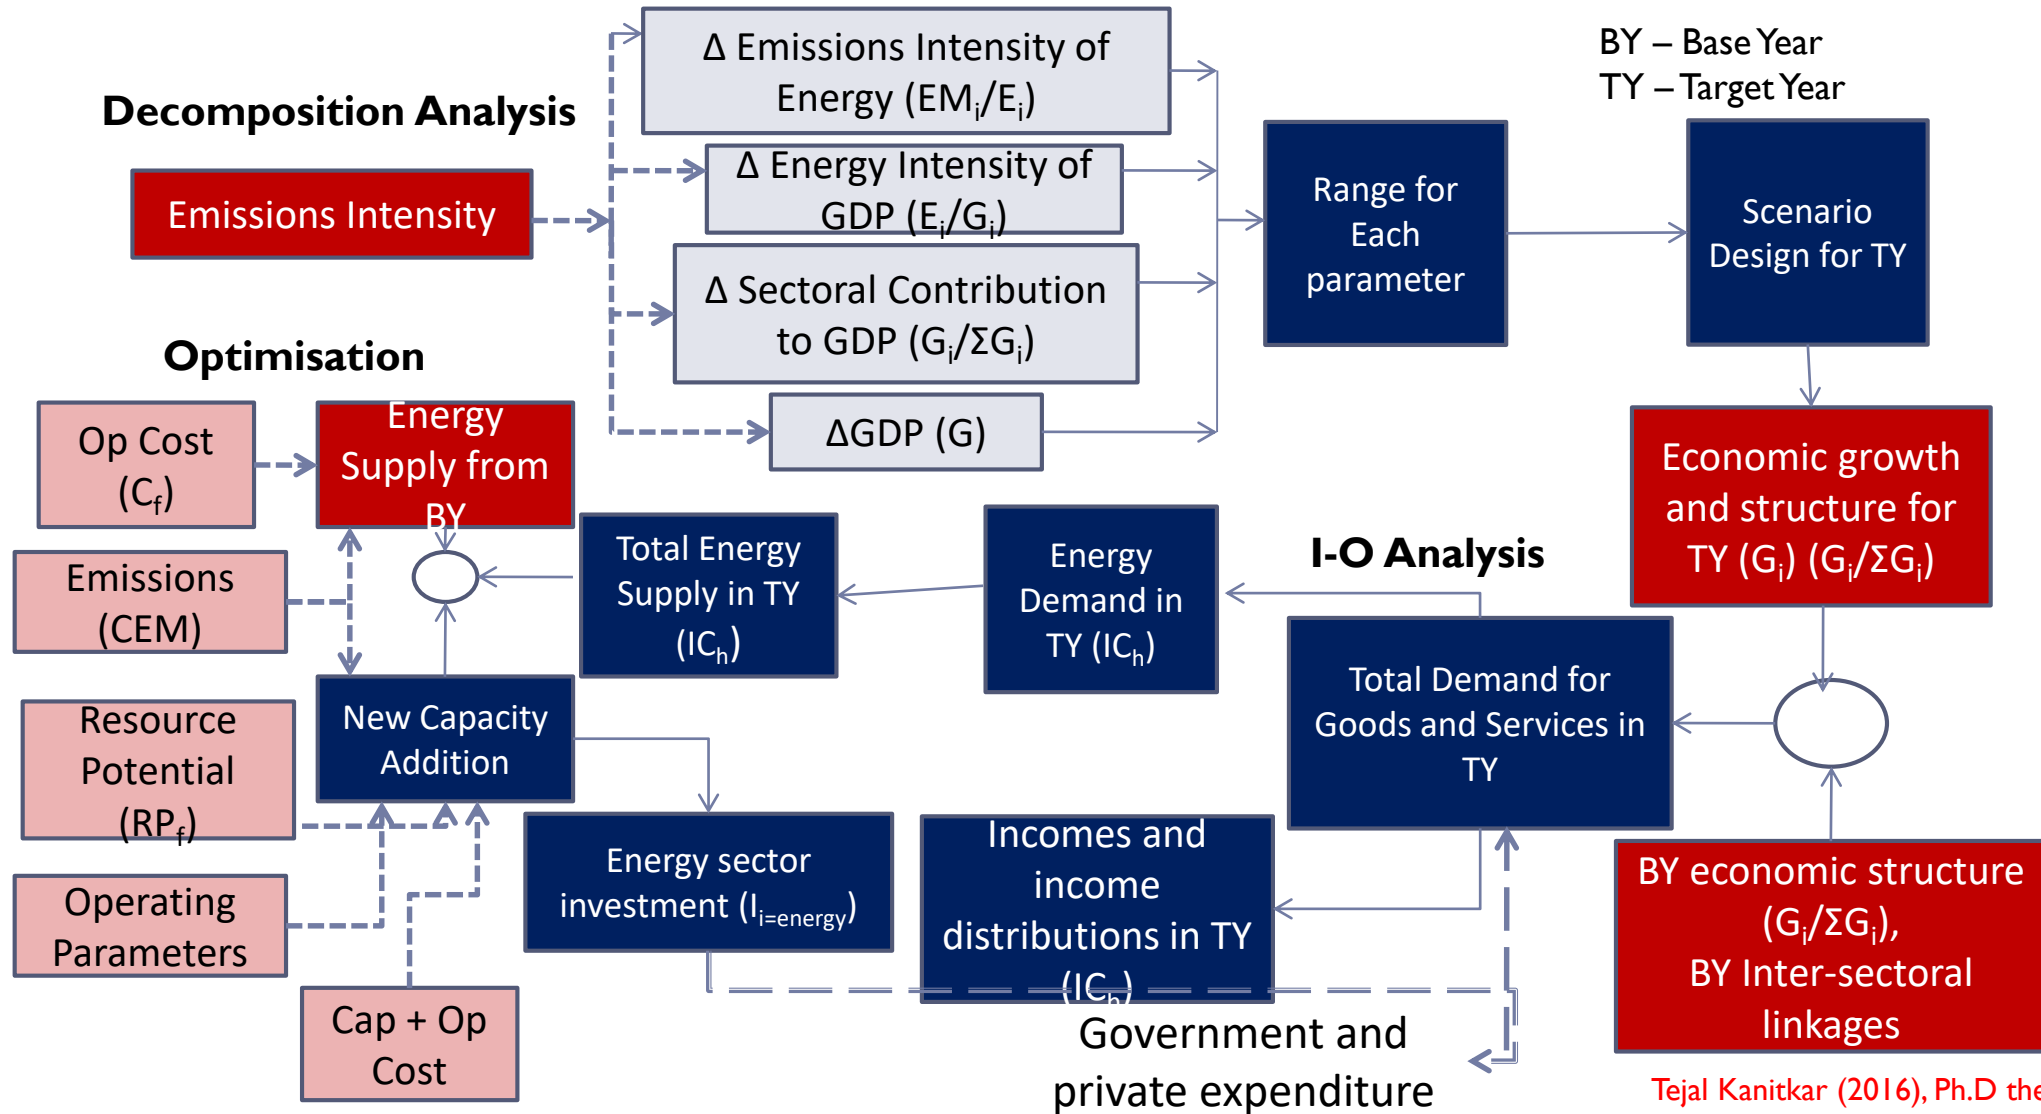 Δ Emissions Intensity of
Energy (EMi/Ei)
BY – Base Year
TY – Target Year
Decomposition Analysis
Emissions Intensity
Δ Energy Intensity of
GDP (Ei/Gi)
Range for
Each
parameter
Scenario
Design for TY
Δ Sectoral Contribution
to GDP (Gi/ΣGi)
ΔGDP (G)
Optimisation
Op Cost
(Cf)
Energy
Supply from
BY
Economic growth
and structure for
TY (Gi) (Gi/ΣGi)
Emissions
(CEM)
Total Energy
Supply in TY
(ICh)
Energy
Demand in
TY (ICh)
I-O Analysis
Total Demand for
Goods and Services in
TY
Resource
Potential
(RPf)
New Capacity
Addition
Operating
Parameters
Energy sector
investment (Ii=energy)
Incomes and
income
distributions in TY
(ICh)
BY economic structure
(Gi/ΣGi),
BY Inter-sectoral
linkages
Cap + Op
Cost
Government and
private expenditure
Tejal Kanitkar (2016), Ph.D the